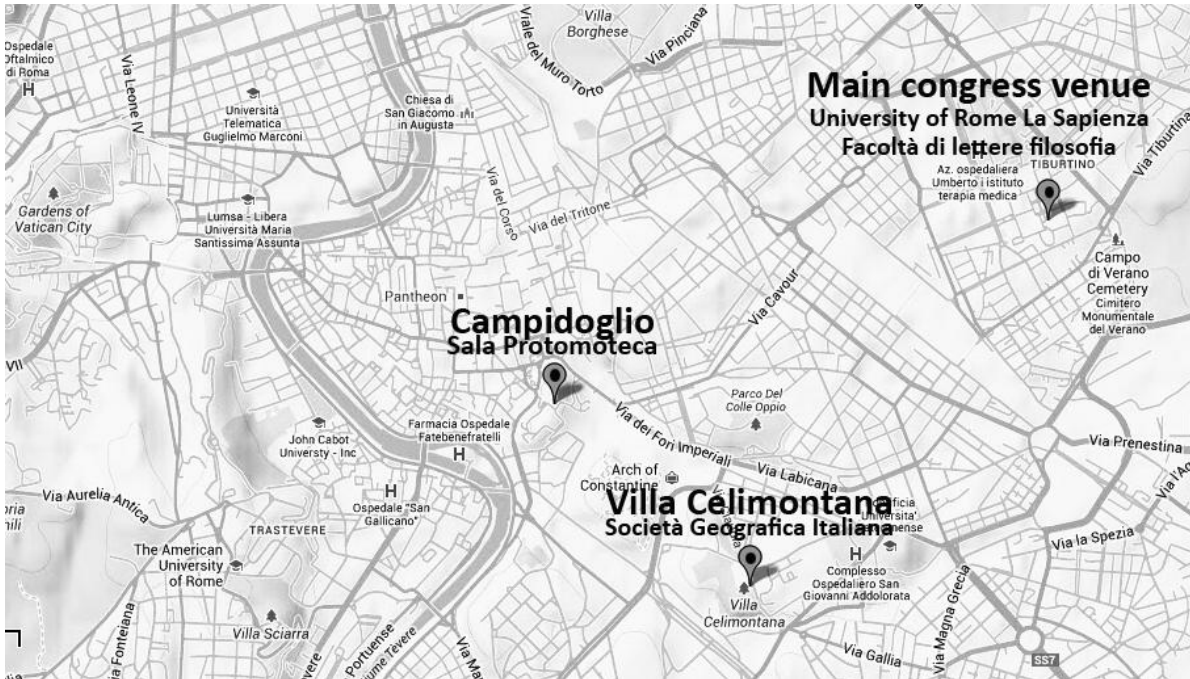 Ospedale
Oftalmico
di Roma
H
Via Leone IV
Università
Telematica
Guglielmo Marconi
Chiesa di
San Giacomo
in Augusta
Viale del Muro Torto
Villa
Borghese
Via Pinciana
Main congress venue
University of Rome La Sapienza
Facoltà di lettere filosofia
H
TIBURTINO
Az. ospedaliera
Umberto i istituto
terapia medica
Via Tiburtina
Gardens of
Vatican City
Lumsa - Libera
Università Maria
Santissima Assunta
Via del Corso
Via del Tritone
Campo
di Verano
Cemetery
Cimitero
Monumentale
del Verano
Pantheon
Via Cavour
Campidoglio
Sala Protomoteca
VII
Parco Del
Colle Oppio
Via dei Fori Imperiali
Farmacia Ospedale
Fatebenefratelli
H
John Cabot
Universty - Inc
Via Labicana
Via Prenestina
Arch of
Constantine
Villa Celimontana
Società Geografica Italiana
H
Ospedale "San
Gallicano"
Via Aurelia Antica
TRASTEVERE
Via la Spezia
The American
University
of Rome
H
Complesso
Ospedaliero San
Giovanni Addolorata
Villa
Celimontana
Via Magna Grecia
Villa Sciarra
Via Fonteiana
Portuense
Via Gallia
SS7